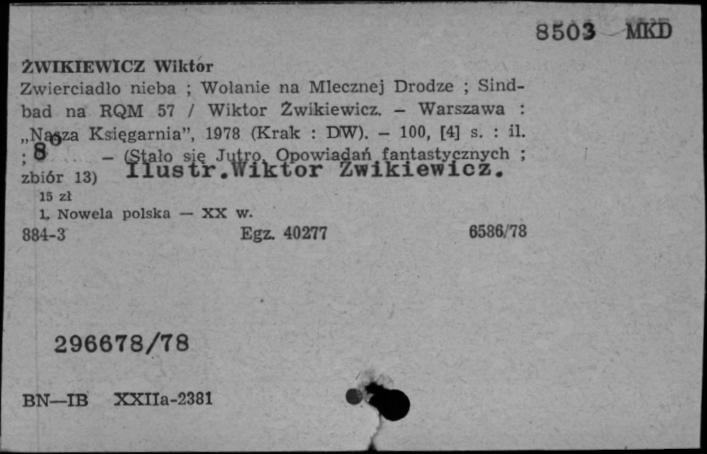 8503 MKD
ŻWIKIEWICZ Wiktor
Zwierciadło nieba ; Wołanie na Mlecznej Drodze ; Sind-
bad na RQM 57 / Wiktor Żwikiewicz. — Warszawa :
„Nasza Księgarnia”, 1978 (Krak : DW). — 100, [4] s. : il.
; 8° — (Stało się Jutro. Opowiadań fantastycznych ;
Ilustr.Wiktor Żwikiewicz.
zbiór 13)
15 zł
1. Nowela polska — XX w.
884-3 Egz. 40277 6586/78
296678/78
BN—IB XXIIa-2381